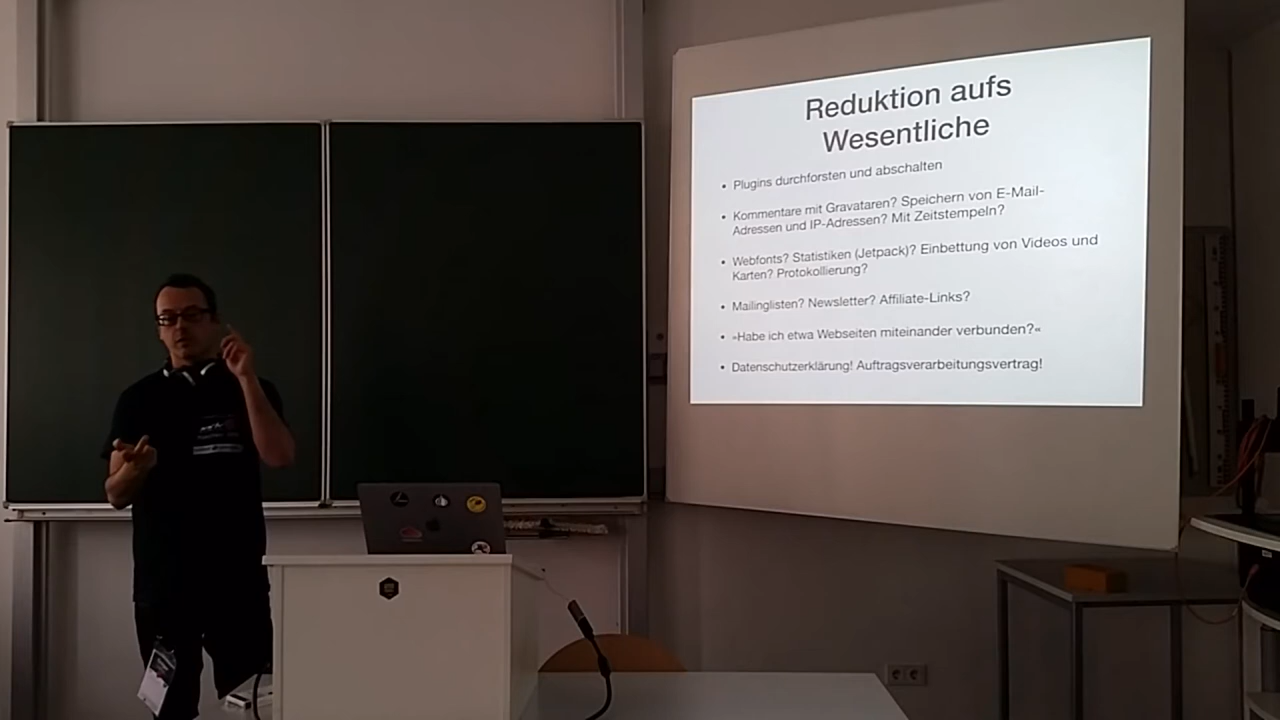 Reduktion aufs
Wesentliche
• Plugins durchforsten und abschalten
• Kommentare mit Gravataren? Speichern von E-Mail-
Adressen und IP-Adressen? Mit Zeitstempeln?
• Webfonts? Statistiken (Jetpack)? Einbettung von Videos und
Karten? Protokollierung?
• Mailinglisten? Newsletter? Affiliate-Links?
• »Habe ich etwa Webseiten miteinander verbunden?«
• Datenschutzerklärung! Auftragsverarbeitungsvertrag!